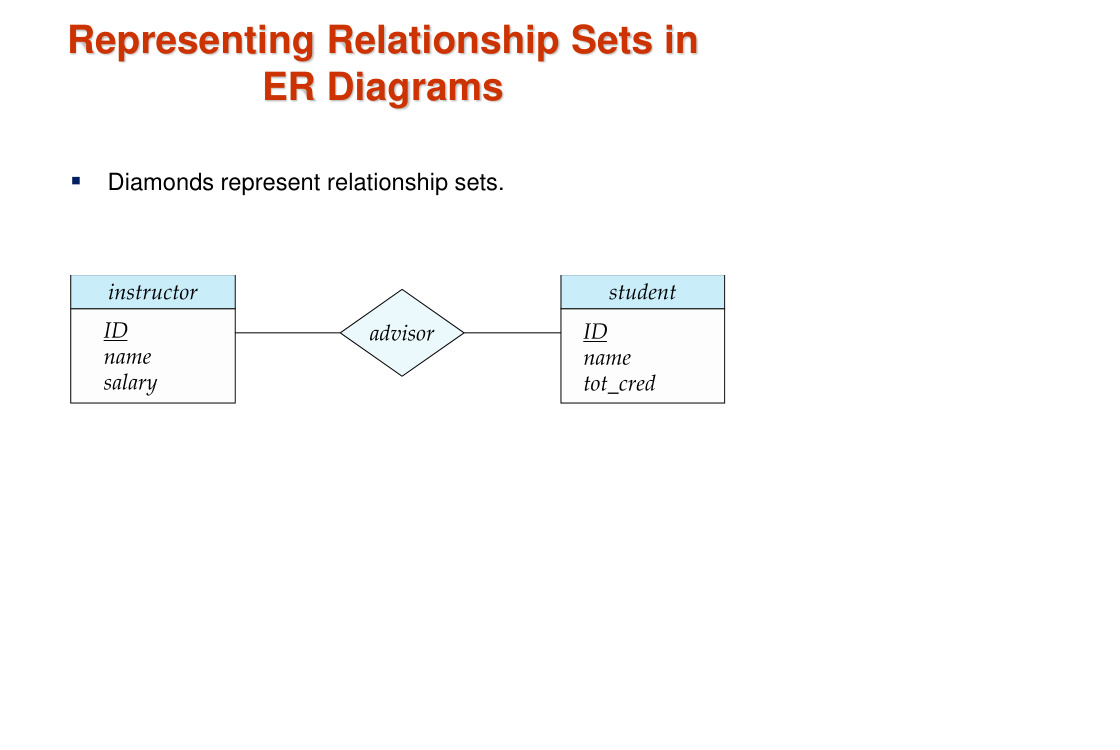 Representing Relationship Sets in
ER Diagrams
▪ Diamonds represent relationship sets.
instructor
ID
name
salary
advisor
student
ID
name
tot_cred